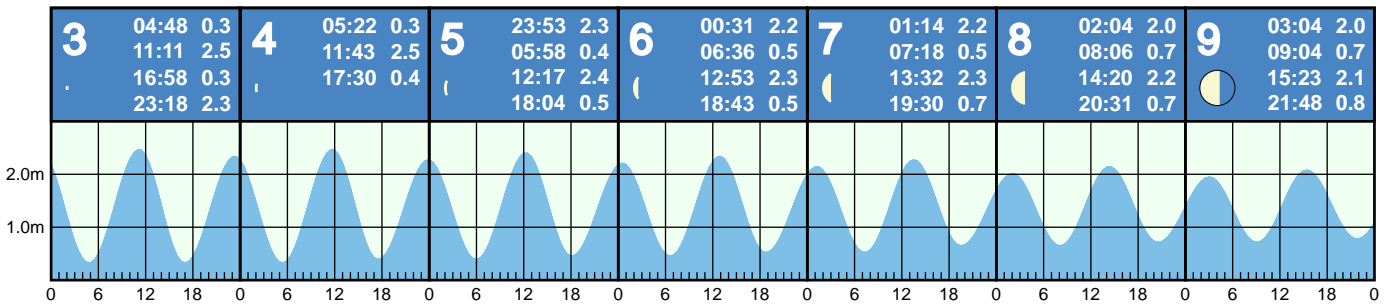 3 04:48 0.3 4 05:22 0.3 5 23:53 2.3 6 00:31 2.2 7 01:14 2.2 8 02:04 2.0 9 03:04 2.0
11:11 2.5 11:43 2.5 05:58 0.4 06:36 0.5 07:18 0.5 08:06 0.7 09:04 0.7
16:58 0.3 17:30 0.4 12:17 2.4 12:53 2.3 13:32 2.3 14:20 2.2 15:23 2.1
23:18 2.3 18:04 0.5 18:43 0.5 19:30 0.7 20:31 0.7 21:48 0.8
2.0m
1.0m
0 6 12 18 0 6 12 18 0 6 12 18 0 6 12 18 0 6 12 18 0 6 12 18 0 6 12 18 0